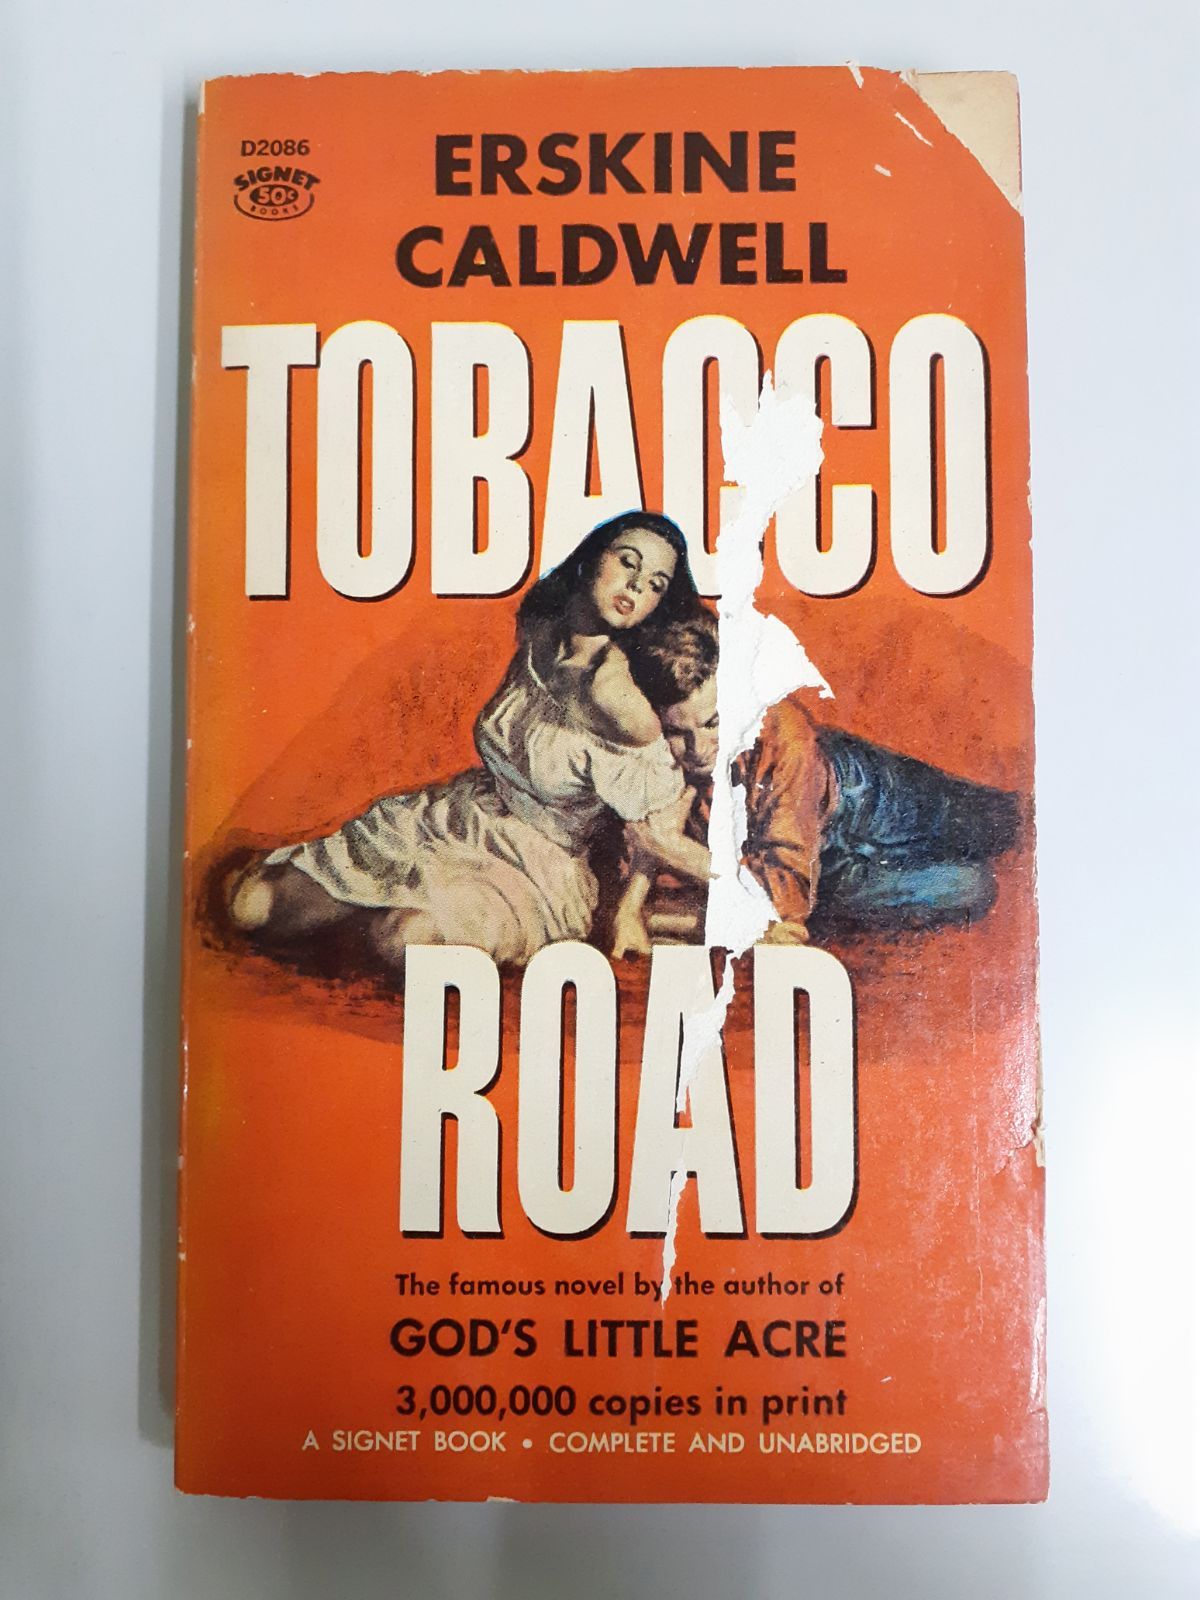 D2086
SIGNET
50¢
BOOKS
ERSKINE
CALDWELL
TOBACCO
ROAD
The famous novel by the author of
GOD'S LITTLE ACRE
3,000,000 copies in print
A SIGNET BOOK • COMPLETE AND UNABRIDGED